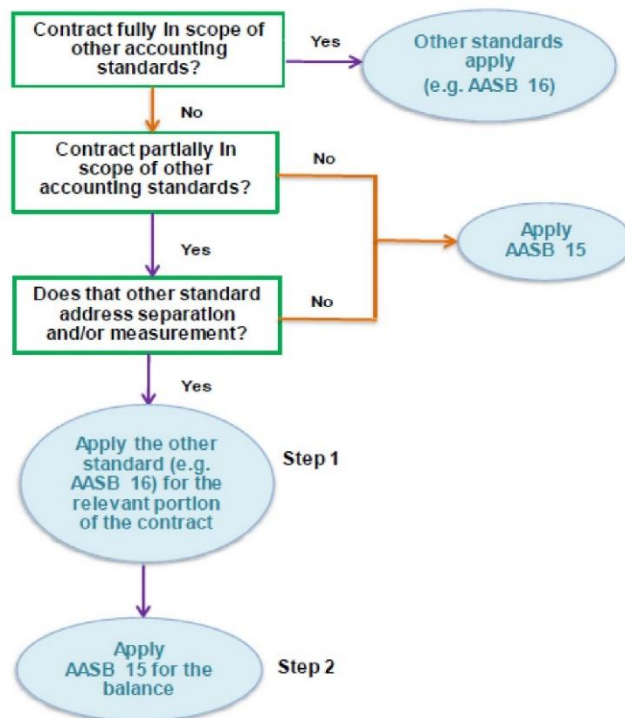 Contract fully in scope of
other accounting
standards?
Yes
Other standards
apply
(e.g. AASB 16)
No
Contract partially in
scope of other
accounting standards?
No
Apply
AASB 15
Yes
Does that other standard
address separation
and/or measurement?
No
Yes
Apply the other
standard (e.g.
AASB 16) for the
relevant portion
of the contract
Step 1
Apply
AASB 15 for the
balance
Step 2